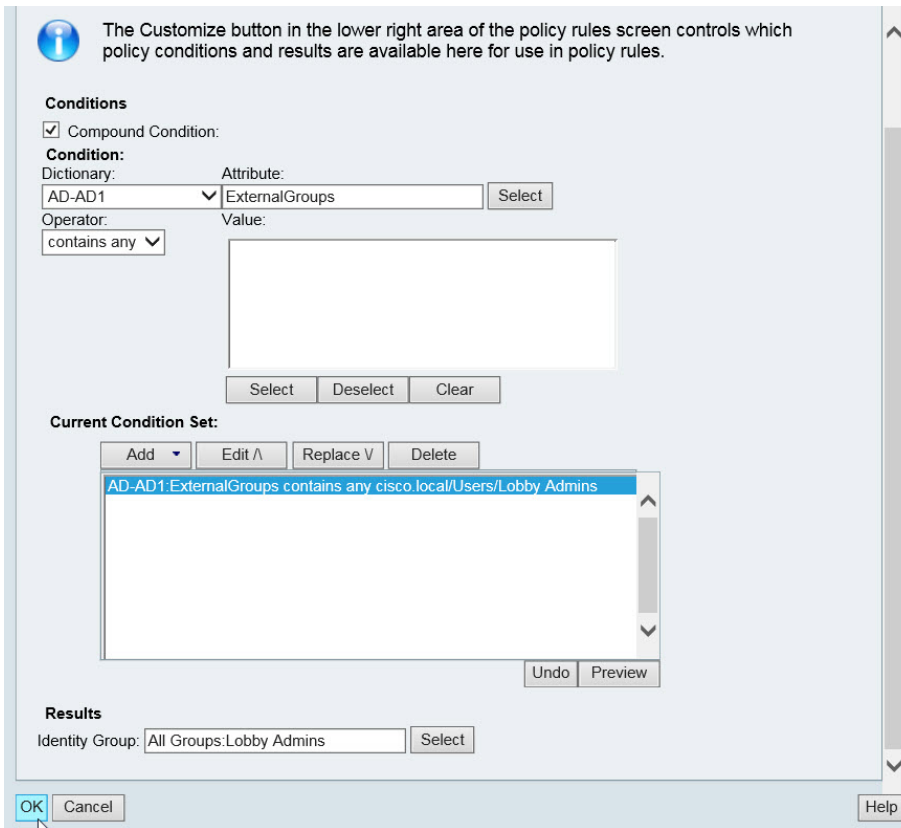 The Customize button in the lower right area of the policy rules screen controls which
policy conditions and results are available here for use in policy rules.
Conditions
Compound Condition:
Condition:
Dictionary: Attribute:
AD-AD1 ExternalGroups Select
Operator: Value:
contains any
Select Deselect Clear
Current Condition Set:
Add Edit /\ Replace \/ Delete
AD-AD1:ExternalGroups contains any cisco.local/Users/Lobby Admins
Undo Preview
Results
Identity Group: All Groups:Lobby Admins Select
OK Cancel Help